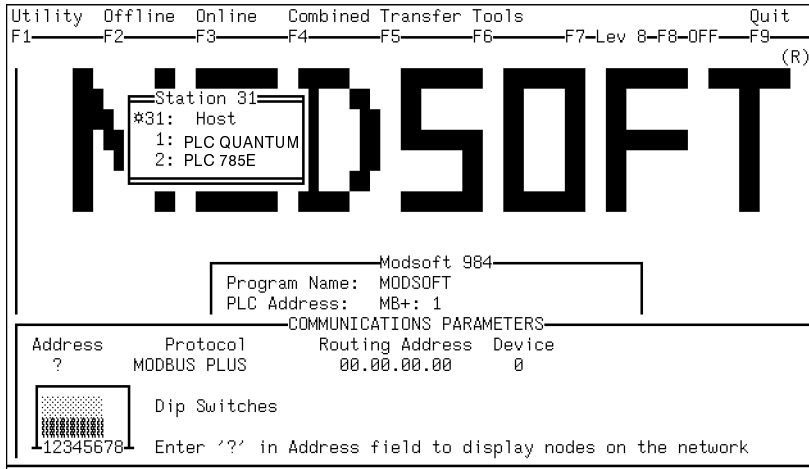 Utility Offline Online Combined Transfer Tools Quit
F1 F2 F3 F4 F5 F6 F7-Lev 8-F8-OFF F9
(R)
MODSOFT
Station 31
¤31: Host
1: PLC QUANTUM
2: PLC 785E
Modsoft 984
Program Name: MODSOFT
PLC Address: MB+: 1
COMMUNICATIONS PARAMETERS
Address Protocol Routing Address Device
? MODBUS PLUS 00.00.00.00 0
Dip Switches
12345678
Enter '?' in Address field to display nodes on the network